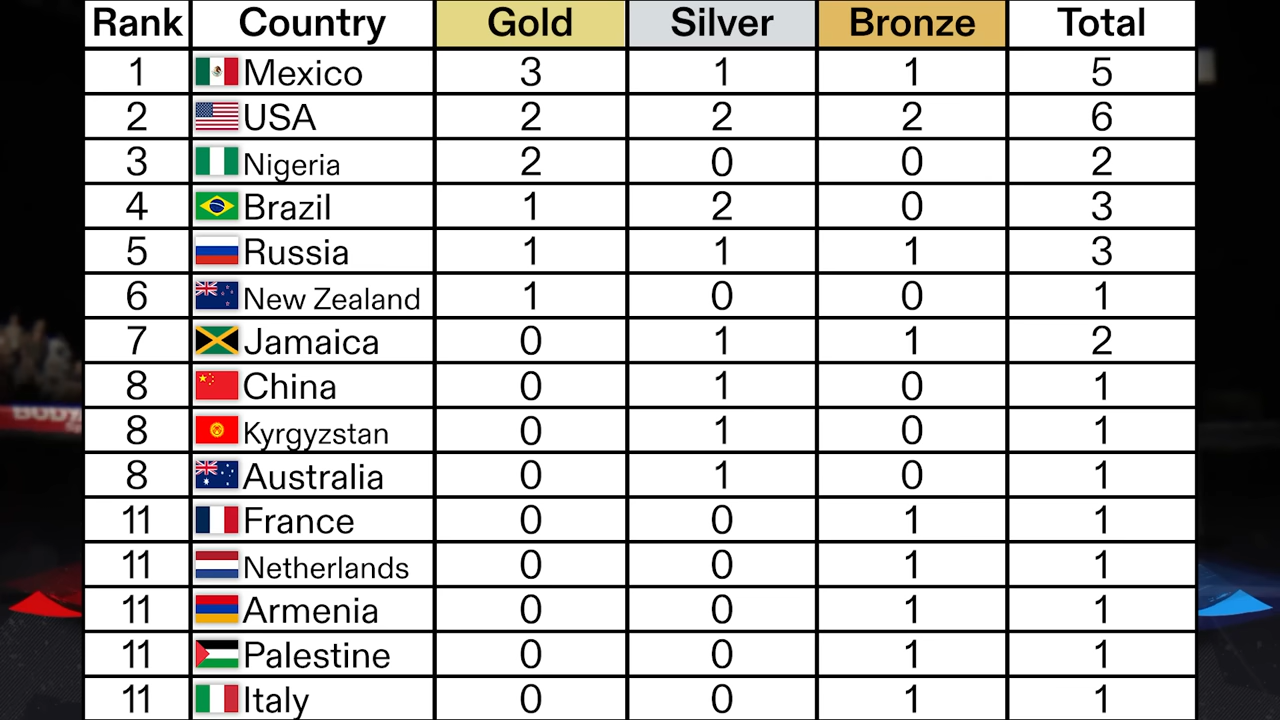 Rank Country Gold Silver Bronze Total
1 Mexico 3 1 1 5
2 USA 2 2 2 6
3 Nigeria 2 0 0 2
4 Brazil 1 2 0 3
5 Russia 1 1 1 3
6 New Zealand 1 0 0 1
7 Jamaica 0 1 1 2
8 China 0 1 0 1
8 Kyrgyzstan 0 1 0 1
8 Australia 0 1 0 1
11 France 0 0 1 1
11 Netherlands 0 0 1 1
11 Armenia 0 0 1 1
11 Palestine 0 0 1 1
11 Italy 0 0 1 1